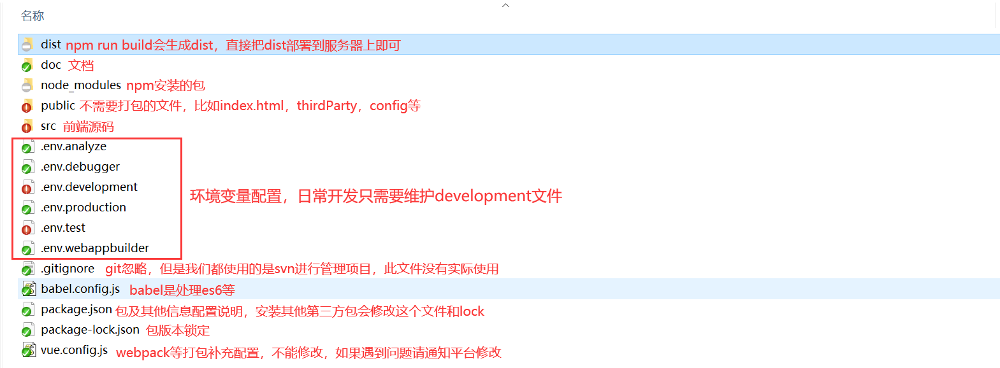 名称
dist npm run build会生成dist，直接把dist部署到服务器上即可
doc 文档
node_modules npm安装的包
public 不需要打包的文件，比如index.html，thirdParty，config等
src 前端源码
.env.analyze
.env.debugger
.env.development
环境变量配置，日常开发只需要维护development文件
.env.production
.env.test
.env.webappbuilder
.gitignore git忽略，但是我们都使用的是svn进行管理项目，此文件没有实际使用
babel.config.js babel是处理es6等
package.json 包及其他信息配置说明，安装其他第三方包会修改这个文件和lock
package-lock.json 包版本锁定
vue.config.js webpack等打包补充配置，不能修改，如果遇到问题请通知平台修改